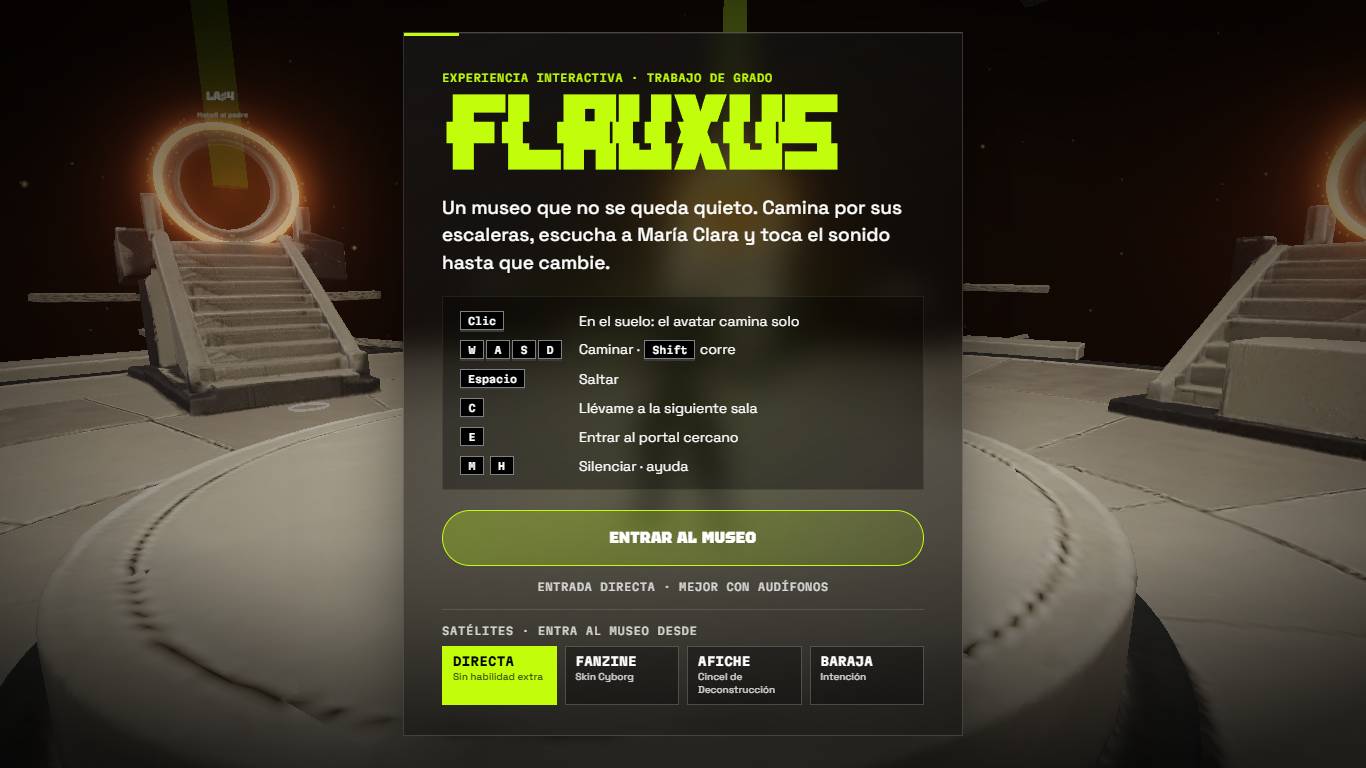 EXPERIENCIA INTERACTIVA · TRABAJO DE GRADO
FLAUXUS
Un museo que no se queda quieto. Camina por sus
escaleras, escucha a María Clara y toca el sonido
hasta que cambie.
Clic En el suelo: el avatar camina solo
W A S D Caminar · Shift corre
Espacio Saltar
C Llévame a la siguiente sala
E Entrar al portal cercano
M H Silenciar · ayuda
ENTRAR AL MUSEO
ENTRADA DIRECTA · MEJOR CON AUDÍFONOS
SATÉLITES · ENTRA AL MUSEO DESDE
DIRECTA
Sin habilidad extra
FANZINE
Skin Cyborg
AFICHE
Cincel de
Deconstrucción
BARAJA
Intención